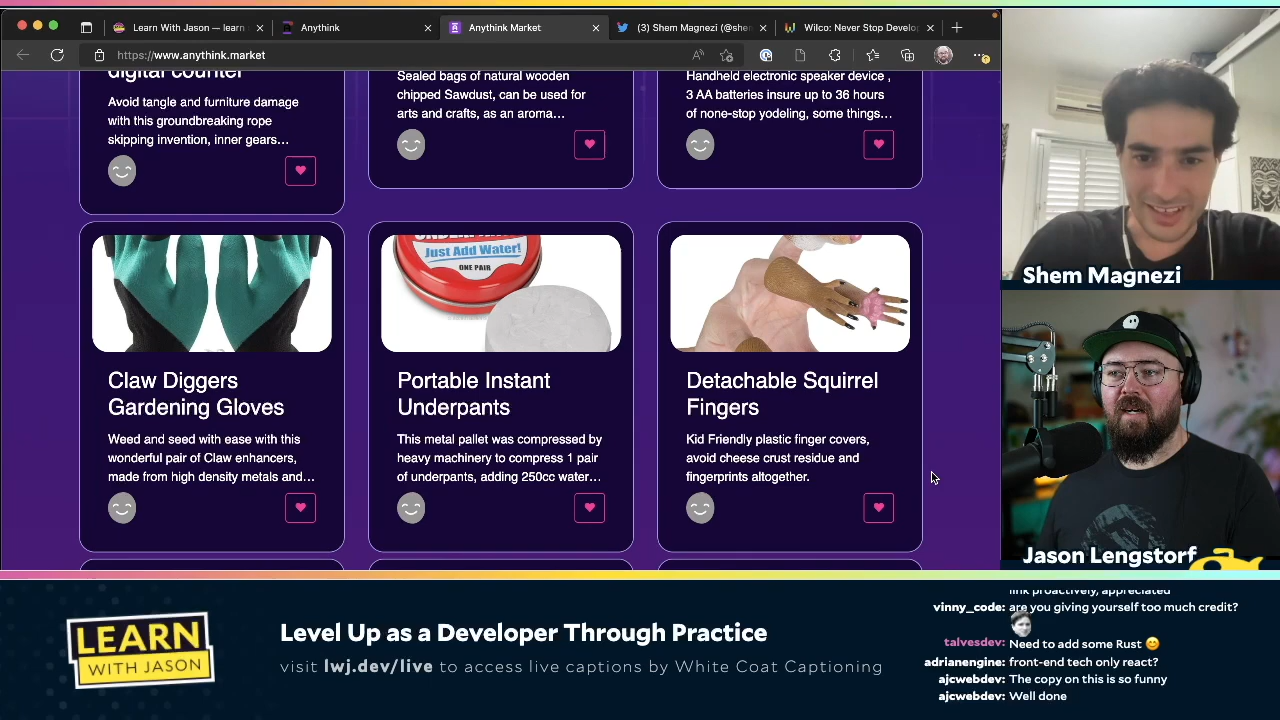 Learn With Jason — learn
Anythink
Anythink Market
(3) Shem Magnezi (@shem
Wilco: Never Stop Develop
https://www.anythink.market
digital counter
Avoid tangle and furniture damage
with this groundbreaking rope
skipping invention, inner gears...
Sealed bags of natural wooden
chipped Sawdust, can be used for
arts and crafts, as an aroma...
Handheld electronic speaker device ,
3 AA batteries insure up to 36 hours
of none-stop yodeling, some things...
Just Add Water!
ONE PAIR
Claw Diggers
Gardening Gloves
Weed and seed with ease with this
wonderful pair of Claw enhancers,
made from high density metals and...
Portable Instant
Underpants
This metal pallet was compressed by
heavy machinery to compress 1 pair
of underpants, adding 250cc water...
Detachable Squirrel
Fingers
Kid Friendly plastic finger covers,
avoid cheese crust residue and
fingerprints altogether.
Shem Magnezi
Jason Lengstorf
LEARN
WITH JASON
Level Up as a Developer Through Practice
visit lwj.dev/live to access live captions by White Coat Captioning
link proactively, appreciated
vinny_code: are you giving yourself too much credit?
talvesdev: Need to add some Rust 😊
adrianengine: front-end tech only react?
ajcwebdev: The copy on this is so funny
ajcwebdev: Well done